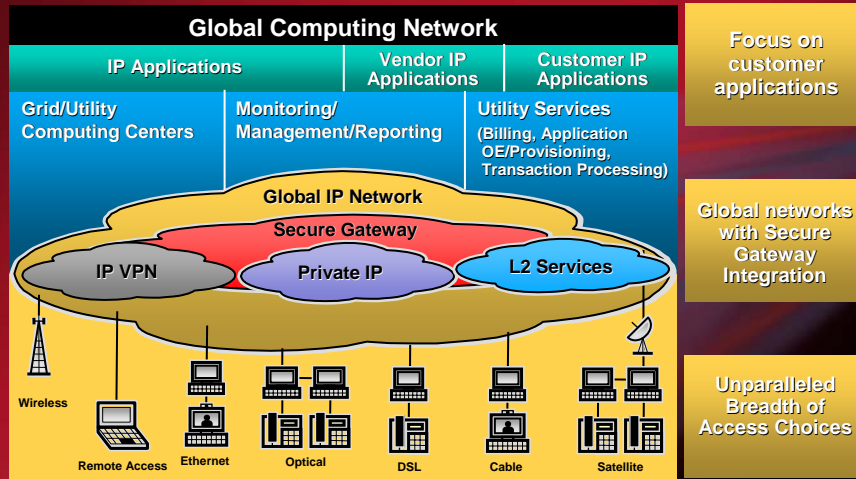 Global Computing Network
IP Applications
Vendor IP
Applications
Customer IP
Applications
Grid/Utility
Computing Centers
Monitoring/
Management/Reporting
Utility Services
(Billing, Application
OE/Provisioning,
Transaction Processing)
Global IP Network
Secure Gateway
IP VPN
Private IP
L2 Services
Wireless
Remote Access
Ethernet
Optical
DSL
Cable
Satellite
Focus on
customer
applications
Global networks
with Secure
Gateway
Integration
Unparalleled
Breadth of
Access Choices